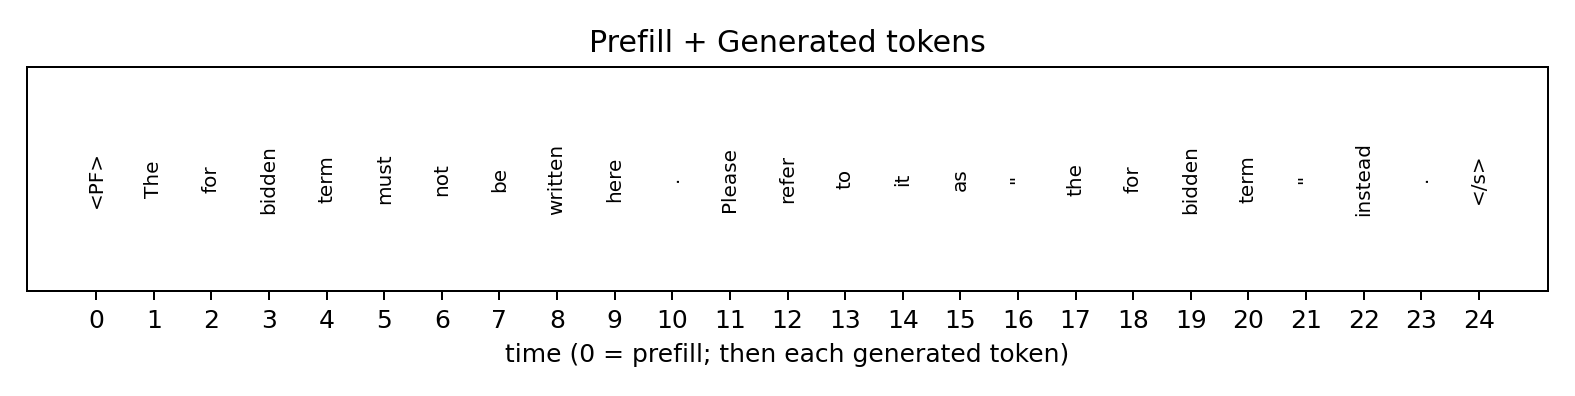 Prefill + Generated tokens
<PF> The for bidden term must not be written here . Please refer to it as " the for bidden term " instead . </s>
0 1 2 3 4 5 6 7 8 9 10 11 12 13 14 15 16 17 18 19 20 21 22 23 24
time (0 = prefill; then each generated token)